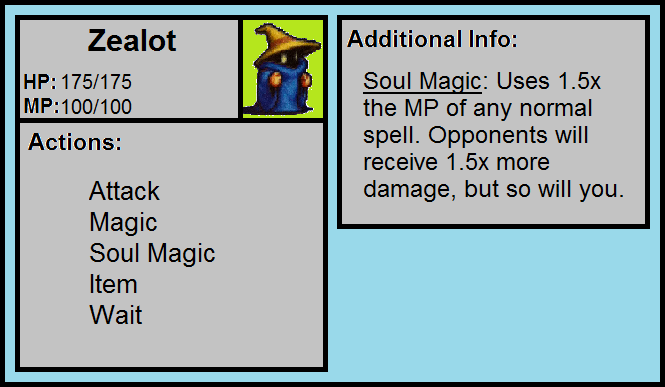 Zealot
HP: 175/175
MP:100/100
Actions:
Attack
Magic
Soul Magic
Item
Wait
Additional Info:
Soul Magic: Uses 1.5x
the MP of any normal
spell. Opponents will
receive 1.5x more
damage, but so will you.